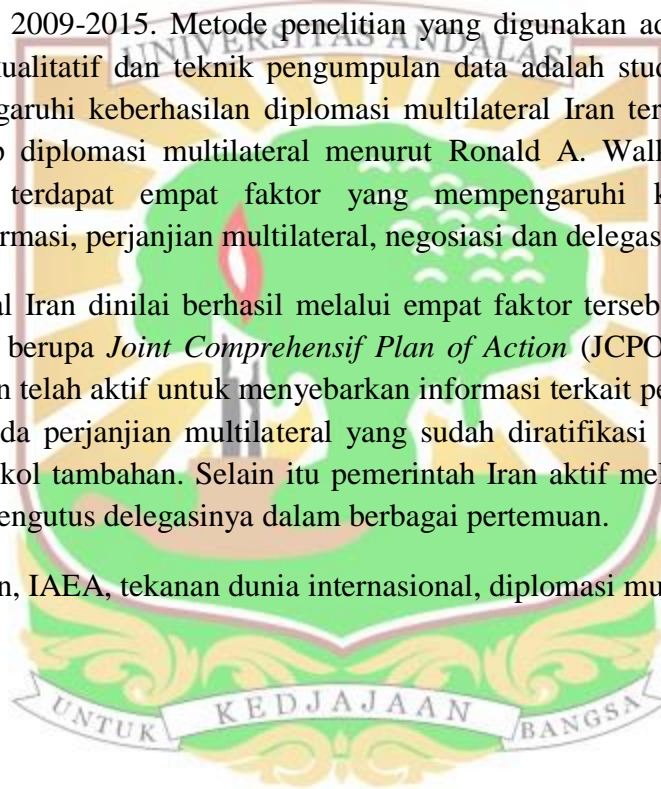 2009-2015. Metode penelitian yang digunakan ad
UNIVERSITAS ANDALAS
kualitatif dan teknik pengumpulan data adalah stud
garuhi keberhasilan diplomasi multilateral Iran ter
diplomasi multilateral menurut Ronald A. Wall
terdapat empat faktor yang mempengaruhi k
rmasi, perjanjian multilateral, negosiasi dan delegas
al Iran dinilai berhasil melalui empat faktor terseb
berupa Joint Comprehensif Plan of Action (JCPO
n telah aktif untuk menyebarkan informasi terkait pe
da perjanjian multilateral yang sudah diratifikasi
kol tambahan. Selain itu pemerintah Iran aktif mel
engutus delegasinya dalam berbagai pertemuan.
n, IAEA, tekanan dunia internasional, diplomasi mu
UNTUK KEDJAJAAN BANGSA